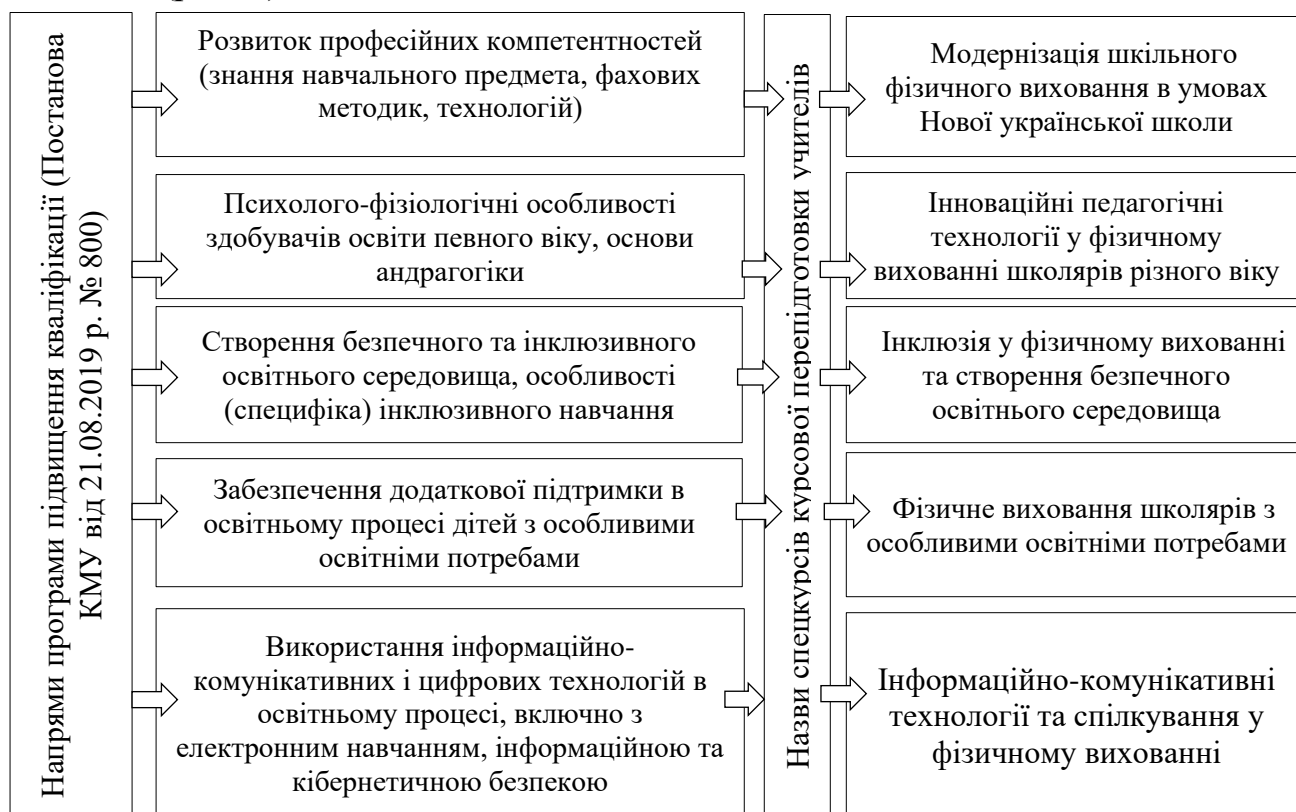 Напрями програми підвищення кваліфікації (Постанова
КМУ від 21.08.2019 р. № 800)
Розвиток професійних компетентностей
(знання навчального предмета, фахових
методик, технологій)
Психолого-фізіологічні особливості
здобувачів освіти певного віку, основи
андрагогіки
Створення безпечного та інклюзивного
освітнього середовища, особливості
(специфіка) інклюзивного навчання
Забезпечення додаткової підтримки в
освітньому процесі дітей з особливими
освітніми потребами
Використання інформаційно-
комунікативних і цифрових технологій в
освітньому процесі, включно з
електронним навчанням, інформаційною та
кібернетичною безпекою
Назви спецкурсів курсової перепідготовки учителів
Модернізація шкільного
фізичного виховання в умовах
Нової української школи
Інноваційні педагогічні
технології у фізичному
вихованні школярів різного віку
Інклюзія у фізичному вихованні
та створення безпечного
освітнього середовища
Фізичне виховання школярів з
особливими освітніми потребами
Інформаційно-комунікативні
технології та спілкування у
фізичному вихованні